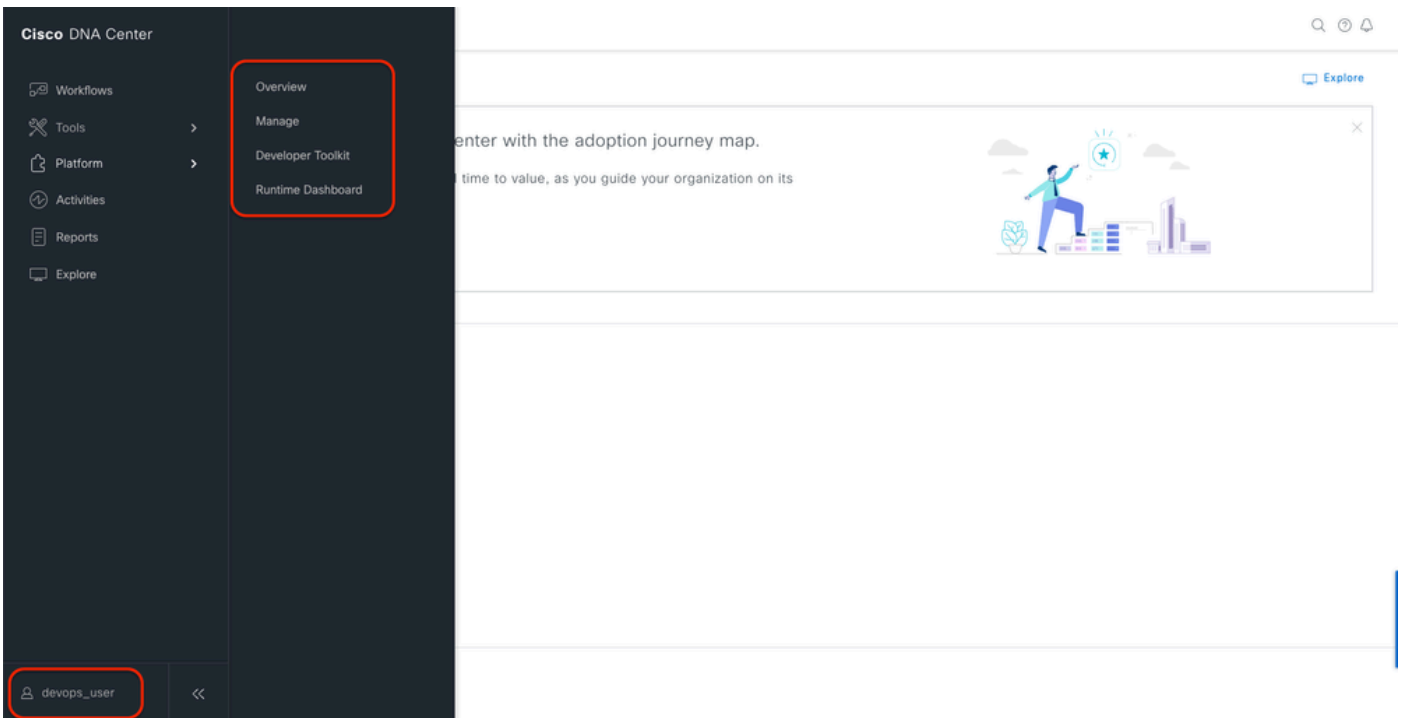 Cisco DNA Center
Workflows
Tools
Platform
Activities
Reports
Explore
devops_user
Overview
Manage
Developer Toolkit
Runtime Dashboard
Explore
enter with the adoption journey map.
time to value, as you guide your organization on its